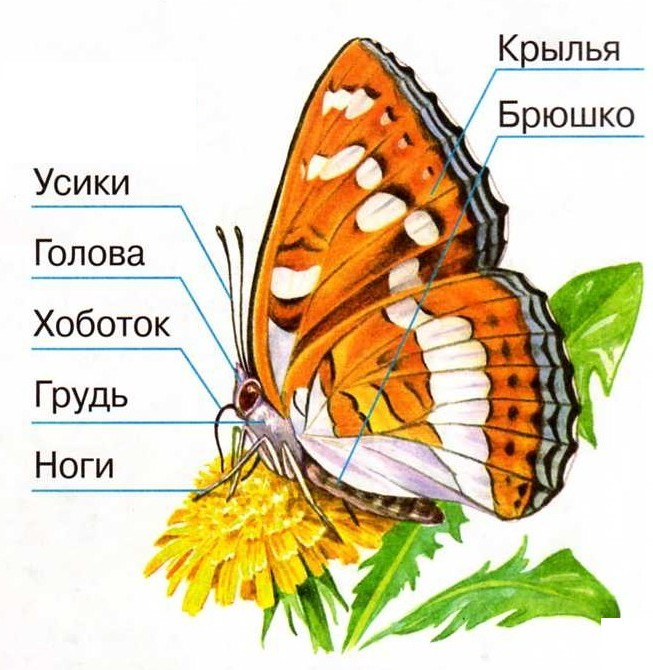 Крылья
Брюшко
Усики
Голова
Хоботок
Грудь
Ноги